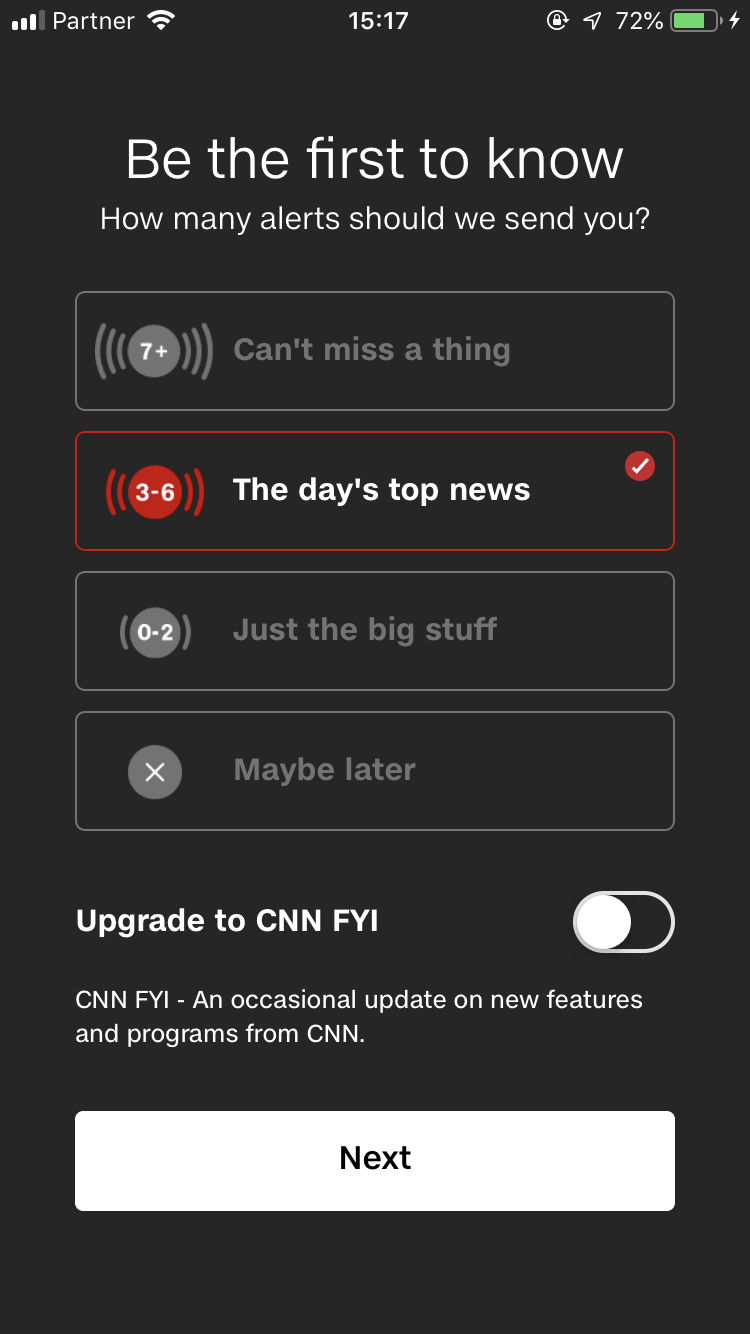 Partner 15:17 72%
Be the first to know
How many alerts should we send you?
7+ Can't miss a thing
3-6 The day's top news
0-2 Just the big stuff
Maybe later
Upgrade to CNN FYI
CNN FYI - An occasional update on new features
and programs from CNN.
Next